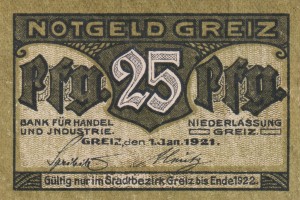 NOTGELD GREIZ
Pfg. 25 Pfg.
BANK FÜR HANDEL NIEDERLASSUNG
UND JNDUSTRIE. GREIZ.
GREIZ, den 1. Jan. 1921.
Gültig nur im Stadtbezirk Greiz bis Ende 1922.